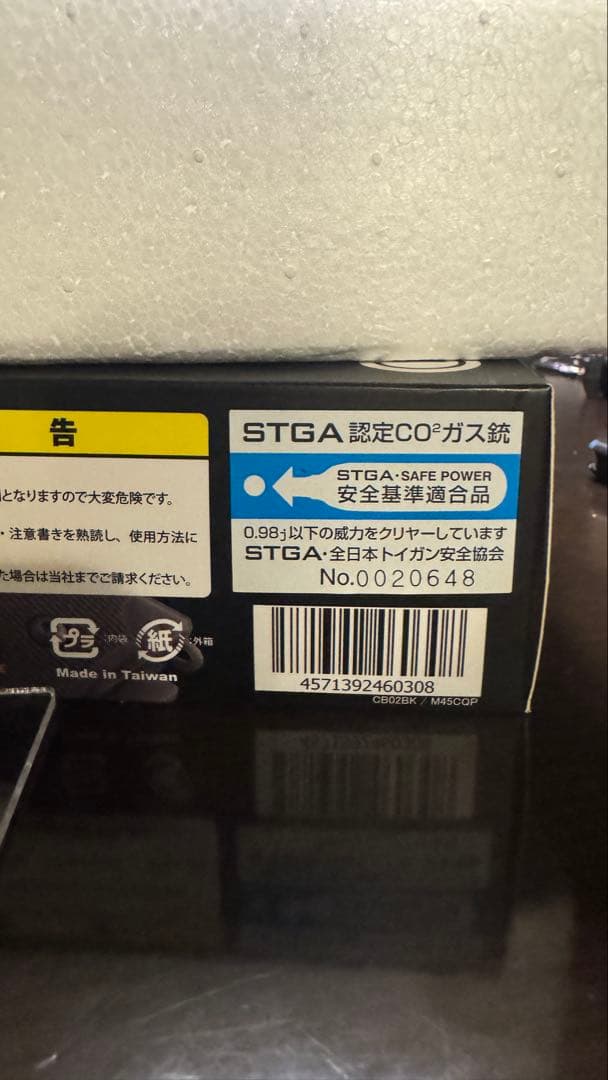 告
となりますので大変危険です。
・注意書きを熟読し、使用方法に
た場合は当社までご請求ください。
プラ
:内袋
紙
:外箱
Made in Taiwan
STGA 認定CO²ガス銃
STGA・SAFE POWER
安全基準適合品
0.98j以下の威力をクリヤーしています
STGA・全日本トイガン安全協会
No.0020648
4571392460308
CB02BK / M45CQP